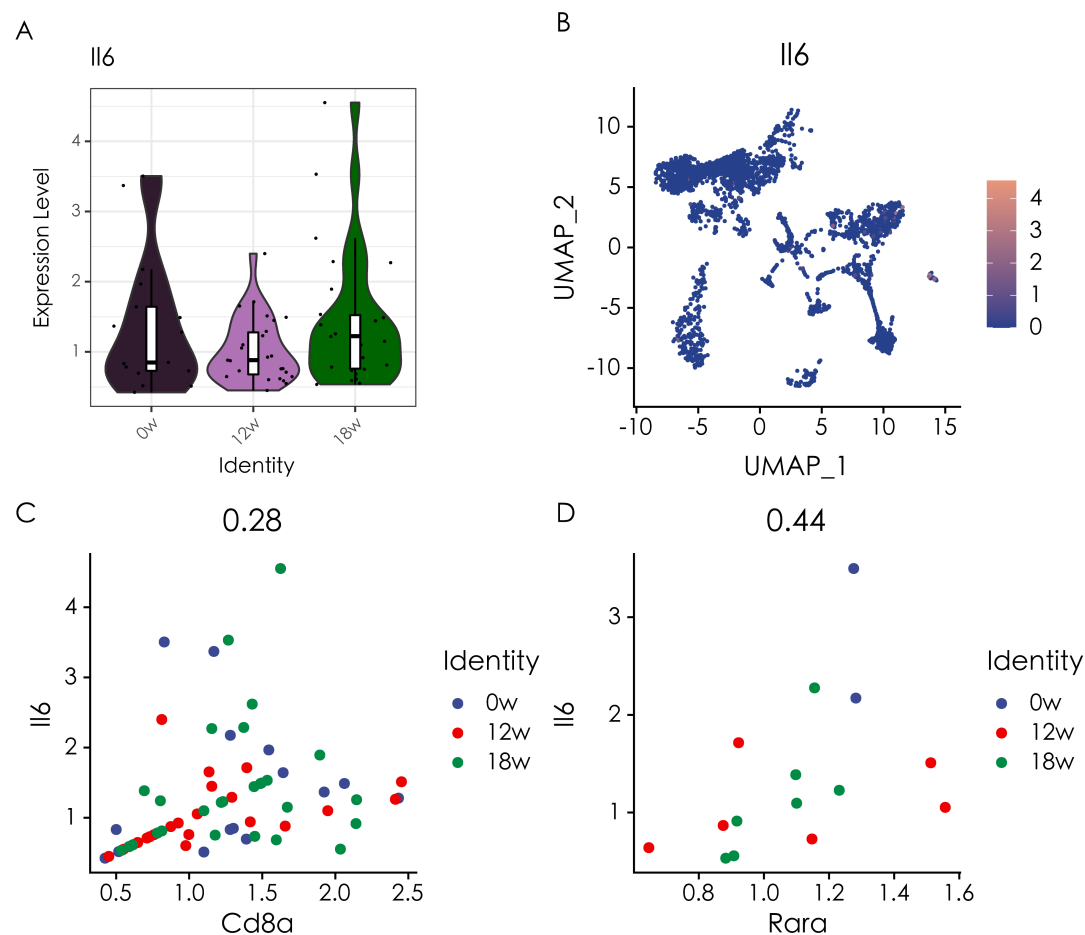 A
Il6
Expression Level
4
3
2
1
0w
12w
18w
Identity
B
Il6
UMAP_2
10
5
0
-5
-10
-10
-5
0
5
10
15
UMAP_1
4
3
2
1
0
C
0.28
Il6
4
3
2
1
0.5
1.0
1.5
2.0
2.5
Cd8a
Identity
0w
12w
18w
D
0.44
Il6
3
2
1
0.8
1.0
1.2
1.4
1.6
Rara
Identity
0w
12w
18w